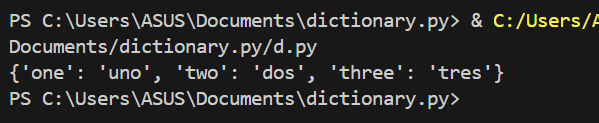 PS C:\Users\ASUS\Documents\dictionary.py> & C:/Users/A
Documents/dictionary.py/d.py
{'one': 'uno', 'two': 'dos', 'three': 'tres'}
PS C:\Users\ASUS\Documents\dictionary.py>